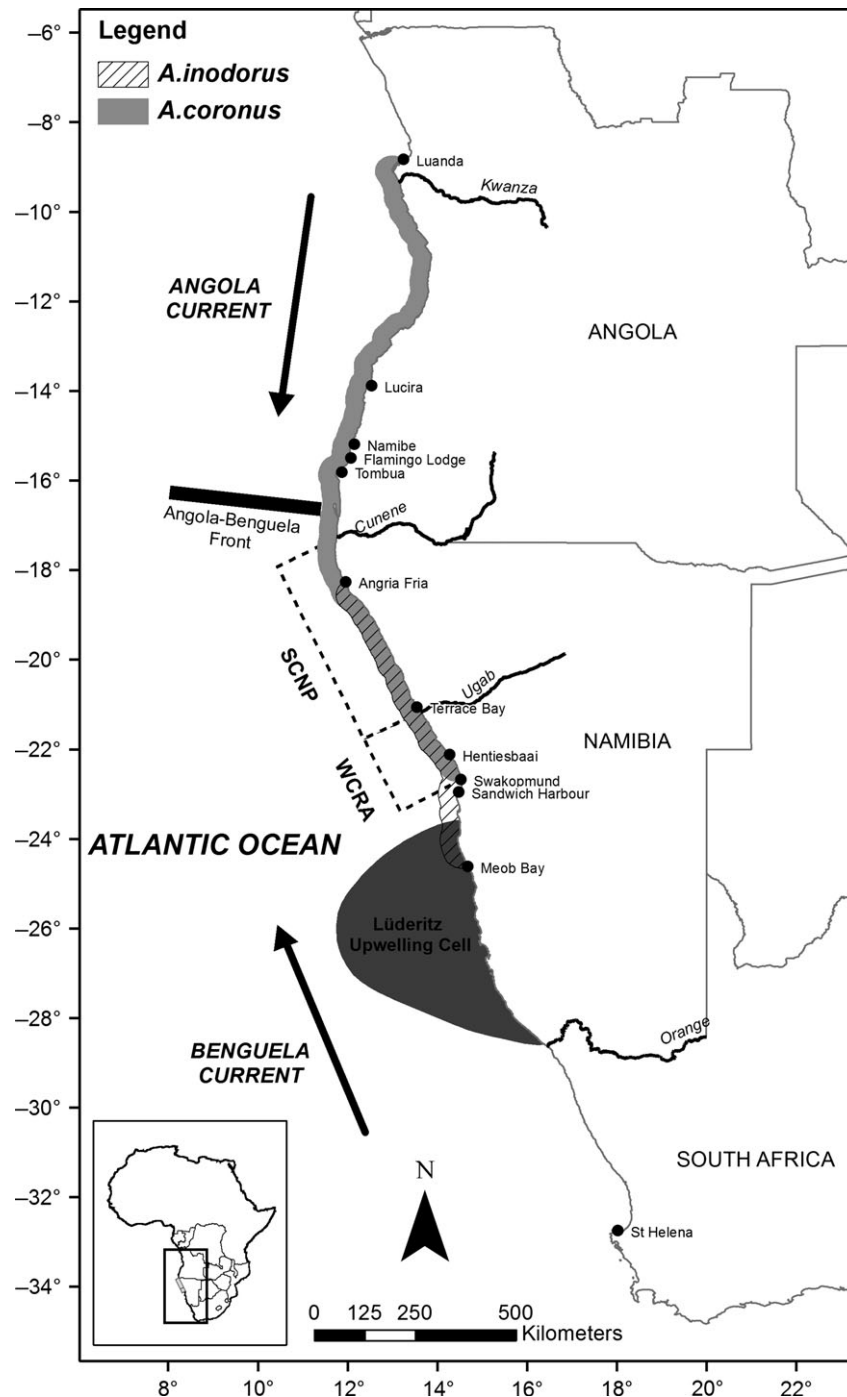 Legend
A.inodorus
A.coronus
–6°
–8°
–10°
–12°
–14°
–16°
–18°
–20°
–22°
–24°
–26°
–28°
–30°
–32°
–34°
Luanda
Kwanza
ANGOLA
CURRENT
ANGOLA
Lucira
Namibe
Flamingo Lodge
Tombua
Angola-Benguela
Front
Cunene
Angria Fria
SCNP
Ugab
Terrace Bay
NAMIBIA
Hentiesbaai
WCRA
Swakopmund
Sandwich Harbour
ATLANTIC OCEAN
Meob Bay
Lüderitz
Upwelling Cell
Orange
BENGUELA
CURRENT
SOUTH AFRICA
N
St Helena
0 125 250 500
Kilometers
8° 10° 12° 14° 16° 18° 20° 22°